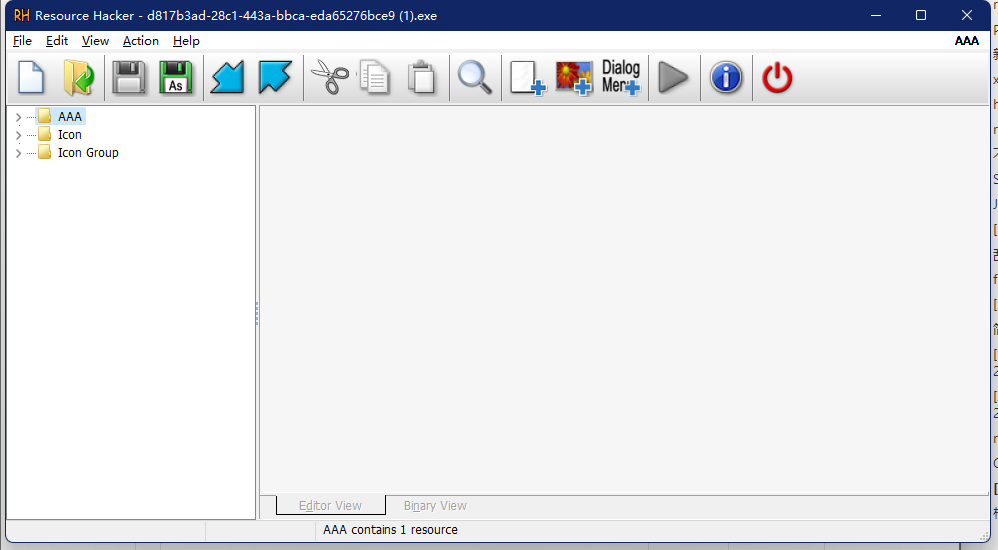 RH Resource Hacker - d817b3ad-28c1-443a-bbca-eda65276bce9 (1).exe
File Edit View Action Help AAA
As
Dialog
Mer
AAA
Icon
Icon Group
Editor View Binary View
AAA contains 1 resource